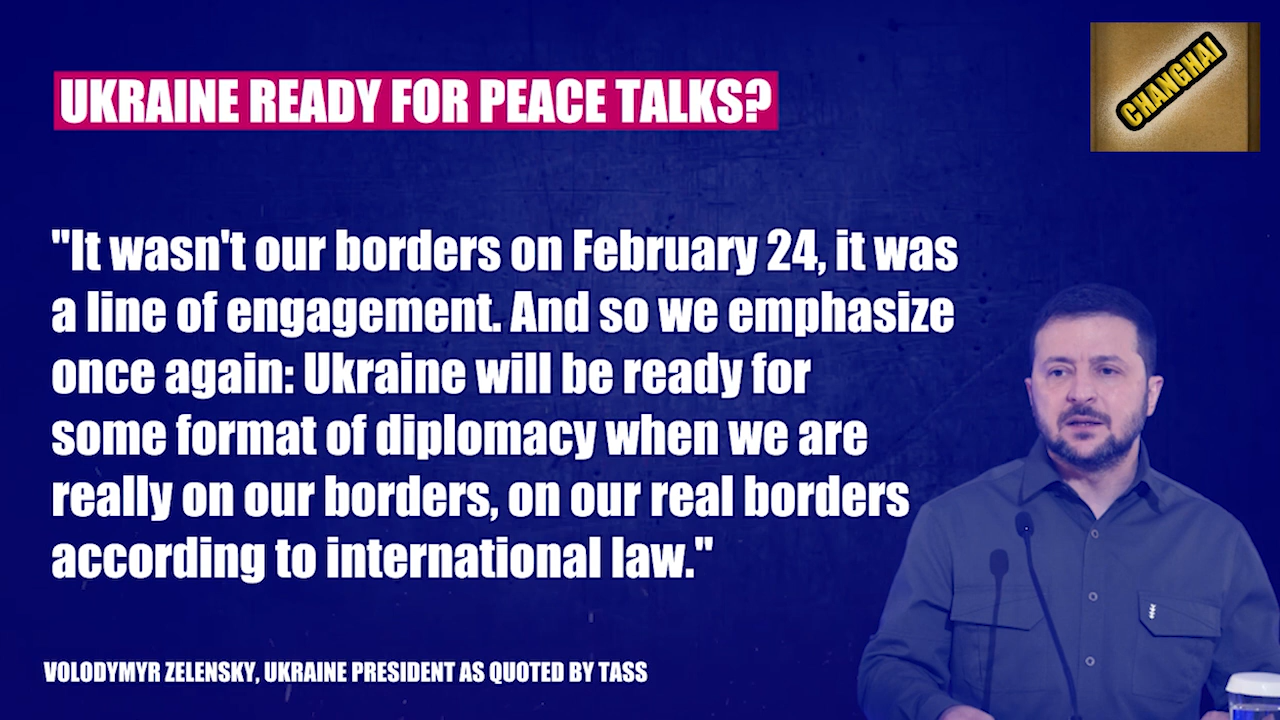 CHANGHAI
UKRAINE READY FOR PEACE TALKS?
"It wasn't our borders on February 24, it was
a line of engagement. And so we emphasize
once again: Ukraine will be ready for
some format of diplomacy when we are
really on our borders, on our real borders
according to international law."
VOLODYMYR ZELENSKY, UKRAINE PRESIDENT AS QUOTED BY TASS